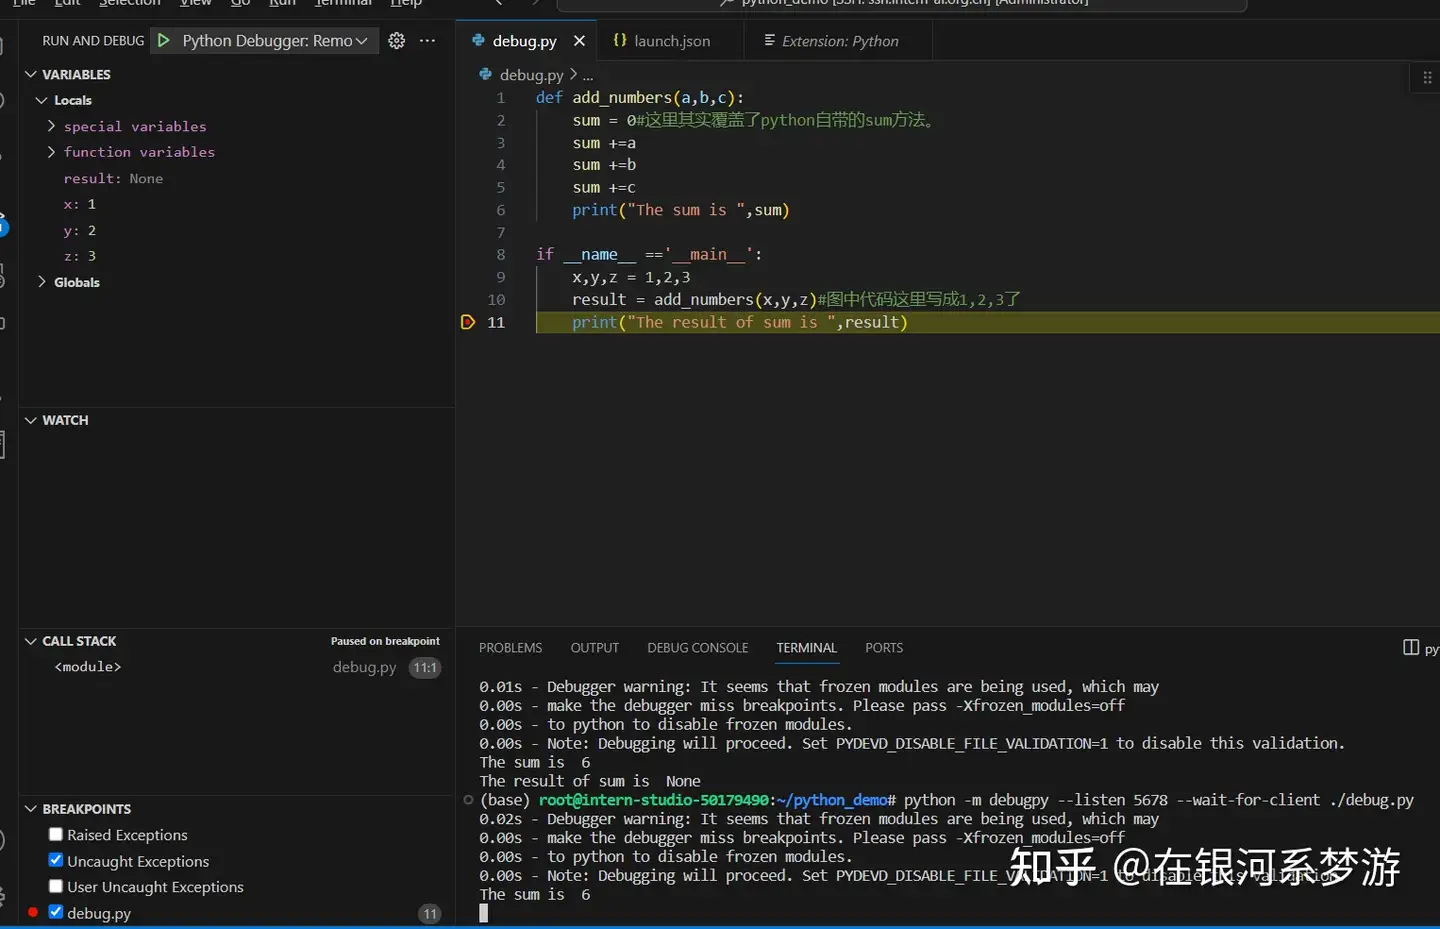 File Edit Selection View Go Run Terminal Help
python_demo [SSH: ssh.intern-ai.org.cn] [Administrator]
RUN AND DEBUG Python Debugger: Remo
debug.py launch.json Extension: Python
debug.py > ...
VARIABLES
Locals
special variables
function variables
result: None
x: 1
y: 2
z: 3
Globals
WATCH
CALL STACK Paused on breakpoint
<module> debug.py 11:1
BREAKPOINTS
Raised Exceptions
Uncaught Exceptions
User Uncaught Exceptions
debug.py 11
1 def add_numbers(a,b,c):
2 sum = 0#这里其实覆盖了python自带的sum方法。
3 sum +=a
4 sum +=b
5 sum +=c
6 print("The sum is ",sum)
7
8 if __name__ =='__main__':
9 x,y,z = 1,2,3
10 result = add_numbers(x,y,z)#图中代码这里写成1,2,3了
11 print("The result of sum is ",result)
PROBLEMS OUTPUT DEBUG CONSOLE TERMINAL PORTS
py
0.01s - Debugger warning: It seems that frozen modules are being used, which may
0.00s - make the debugger miss breakpoints. Please pass -Xfrozen_modules=off
0.00s - to python to disable frozen modules.
0.00s - Note: Debugging will proceed. Set PYDEVD_DISABLE_FILE_VALIDATION=1 to disable this validation.
The sum is  6
The result of sum is  None
(base) root@intern-studio-50179490:~/python_demo# python -m debugpy --listen 5678 --wait-for-client ./debug.py
0.02s - Debugger warning: It seems that frozen modules are being used, which may
0.00s - make the debugger miss breakpoints. Please pass -Xfrozen_modules=off
0.00s - to python to disable frozen modules.
0.00s - Note: Debugging will proceed. Set PYDEVD_DISABLE_FILE_VALIDATION=1 to disable this validation.
The sum is  6
知乎 @在银河系梦游